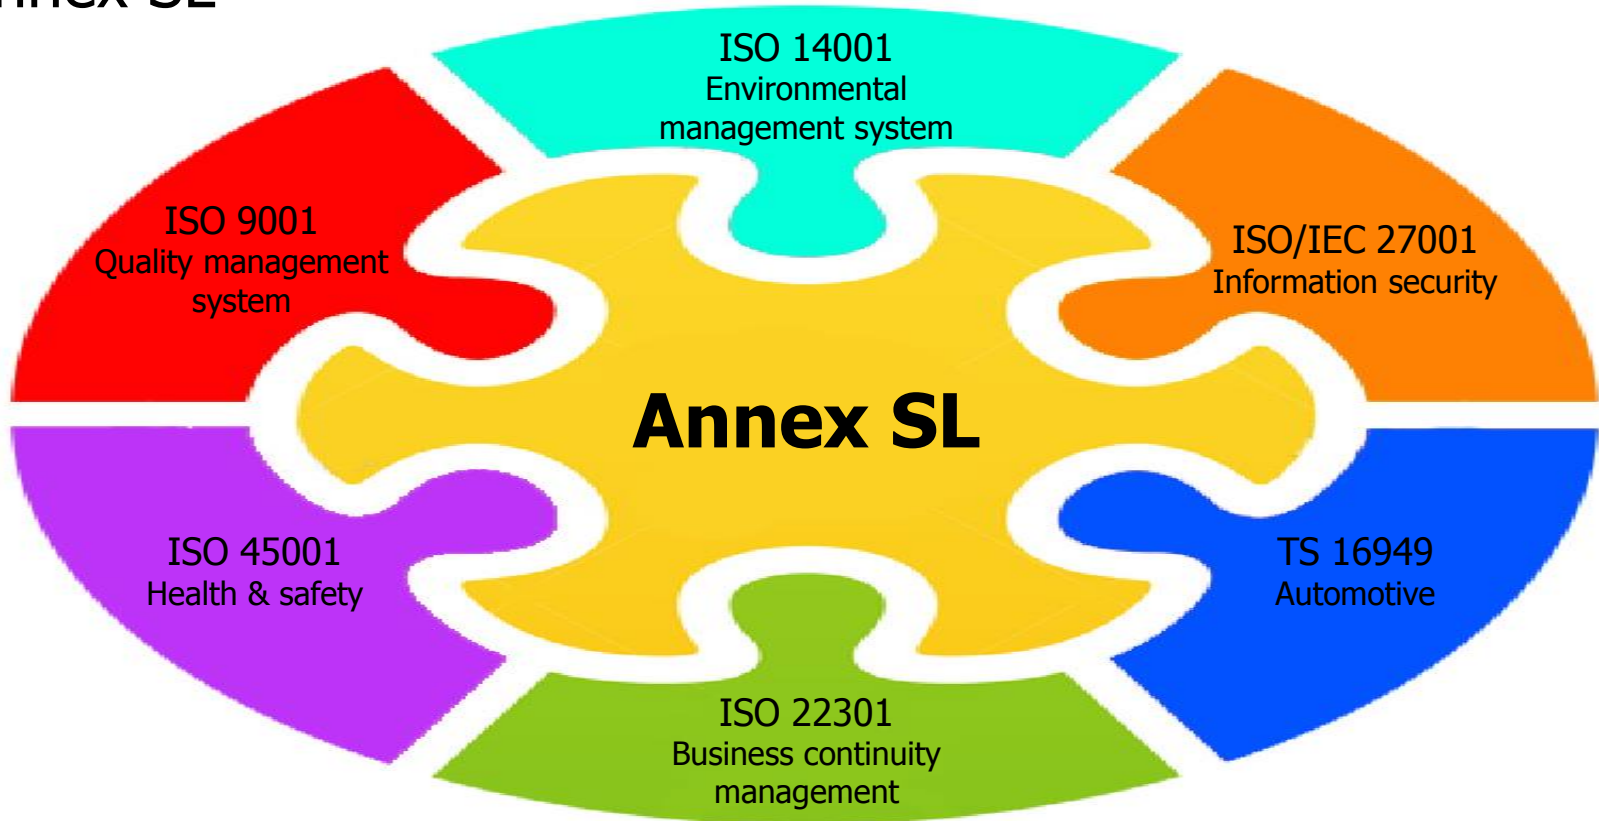 ISO 14001
Environmental
management system
ISO 9001
Quality management
system
ISO/IEC 27001
Information security
Annex SL
ISO 45001
Health & safety
TS 16949
Automotive
ISO 22301
Business continuity
management